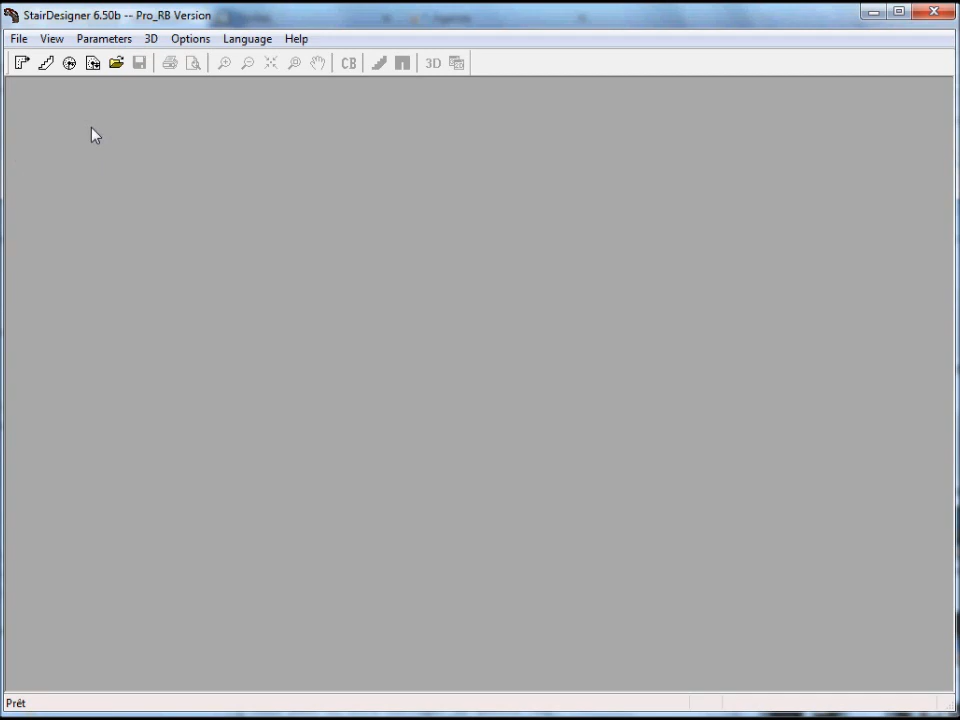 StairDesigner 6.50b -- Pro_RB Version
File View Parameters 3D Options Language Help
CB 3D
Prêt